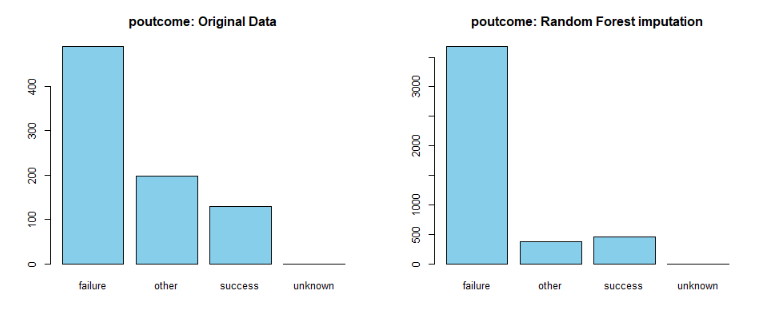 poutcome: Original Data
400
300
200
100
0
failure
other
success
unknown
poutcome: Random Forest imputation
3000
2000
1000
500
0
failure
other
success
unknown